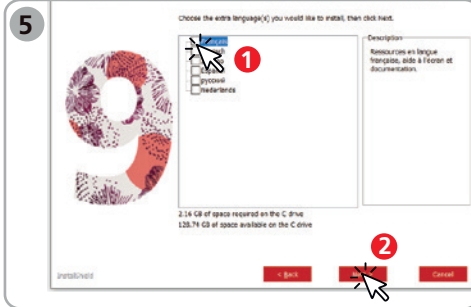 5
Choose the extra language(s) you would like to install, then click Next.
Description
Ressources en langue
française, aide à l'écran et
documentation.
1
русский
Nederlands
9
2.16 GB of space required on the C drive
128.74 GB of space available on the C drive
2
InstallShield
< Back
Cancel